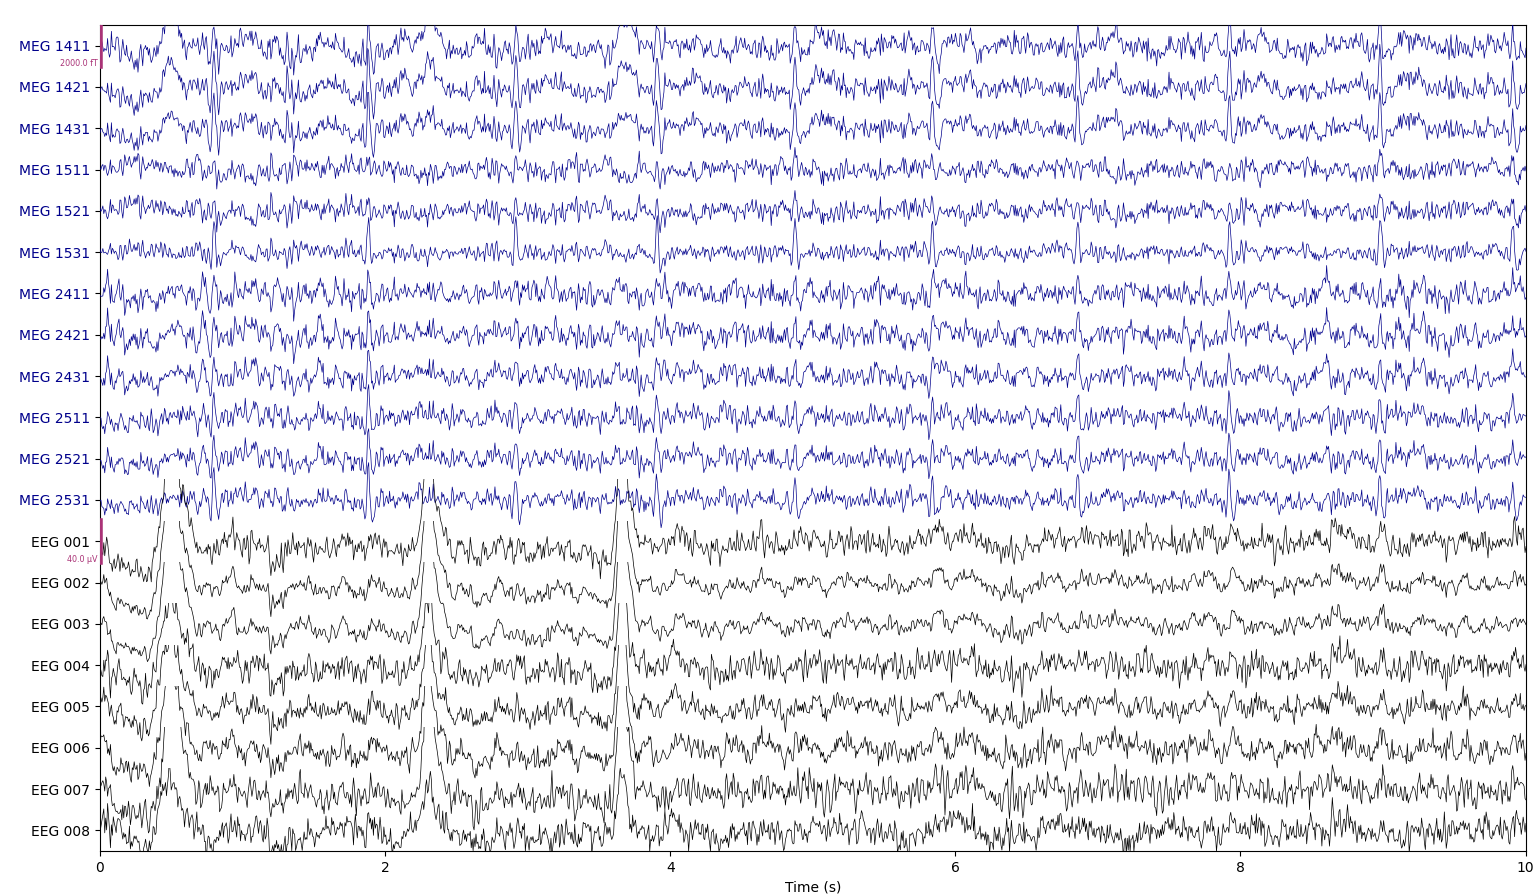 MEG 1411
2000.0 fT
MEG 1421
MEG 1431
MEG 1511
MEG 1521
MEG 1531
MEG 2411
MEG 2421
MEG 2431
MEG 2511
MEG 2521
MEG 2531
EEG 001
40.0 µV
EEG 002
EEG 003
EEG 004
EEG 005
EEG 006
EEG 007
EEG 008
0 2 4 6 8 10
Time (s)